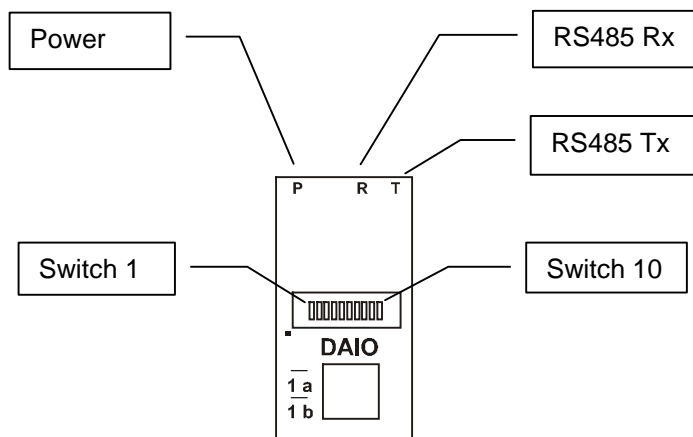 Power
RS485 Rx
RS485 Tx
P R T
Switch 1
Switch 10
DAIO
1 a
1 b